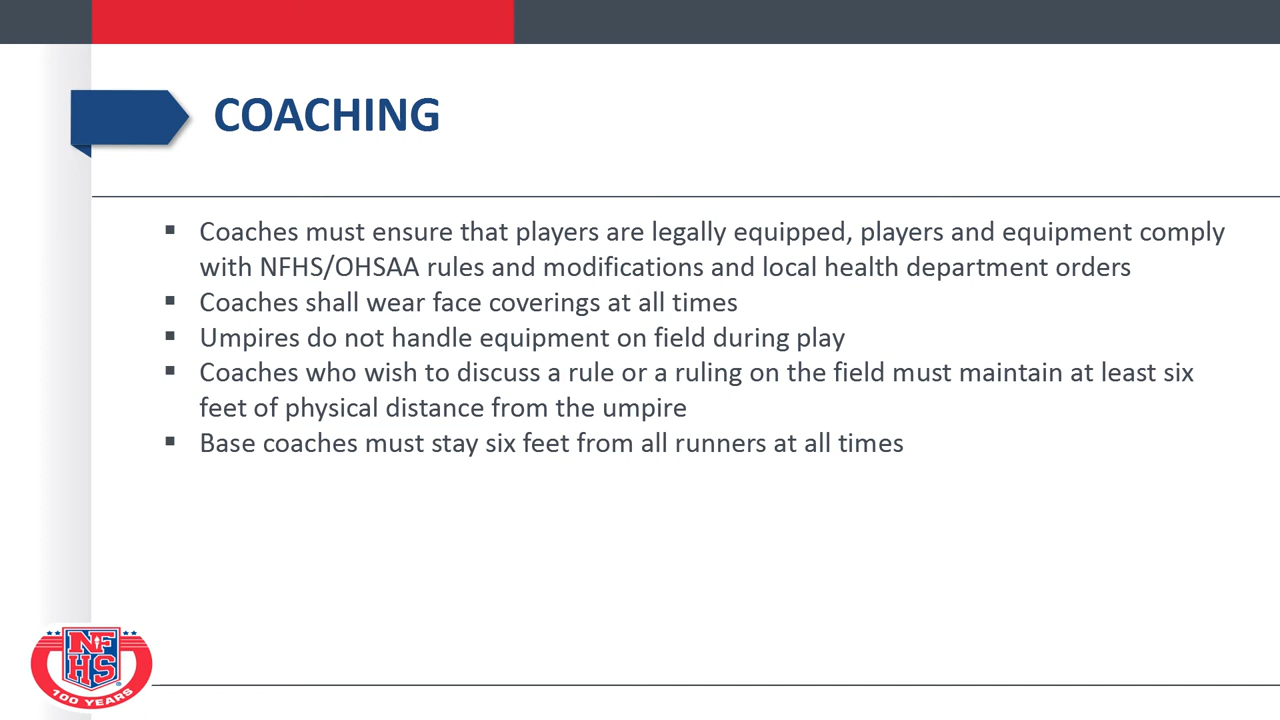 COACHING
▪ Coaches must ensure that players are legally equipped, players and equipment comply
with NFHS/OHSAA rules and modifications and local health department orders
▪ Coaches shall wear face coverings at all times
▪ Umpires do not handle equipment on field during play
▪ Coaches who wish to discuss a rule or a ruling on the field must maintain at least six
feet of physical distance from the umpire
▪ Base coaches must stay six feet from all runners at all times
NF
HS
100 YEARS